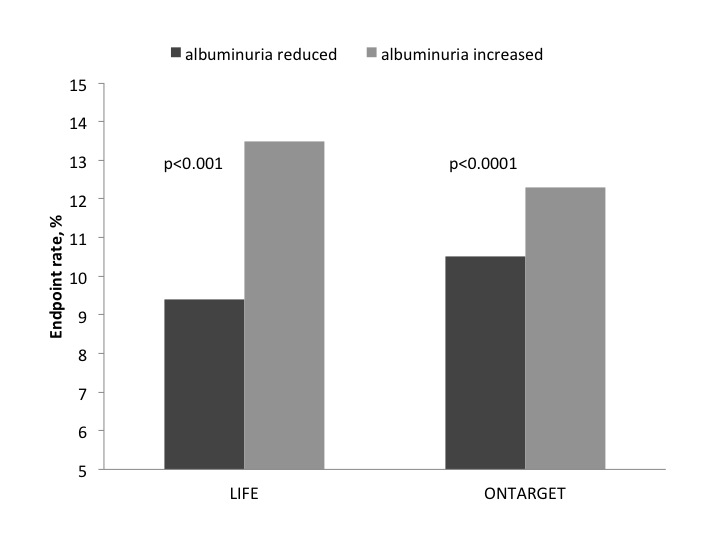 albuminuria reduced albuminuria increased
15
14
13
12
11
10
9
8
7
6
5
Endpoint rate, %
p<0.001 p<0.0001
LIFE ONTARGET